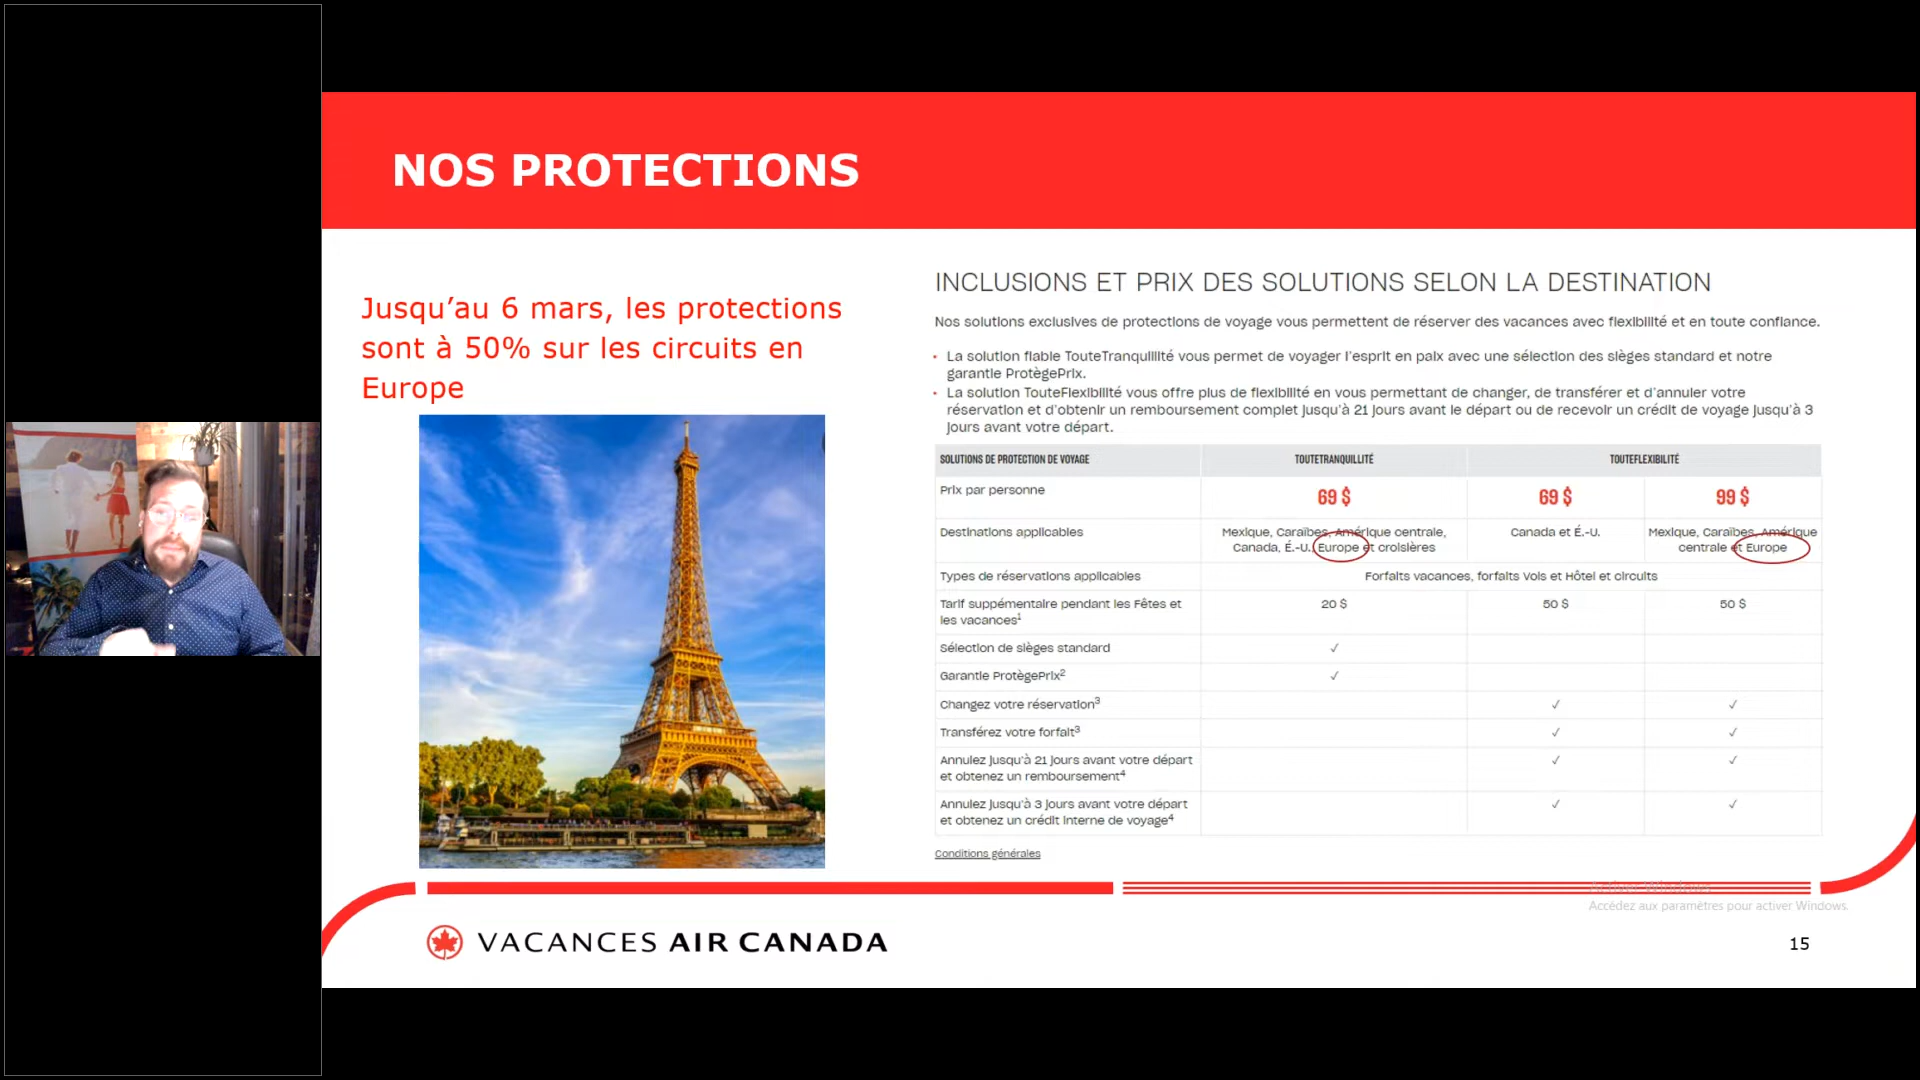 NOS PROTECTIONS
Jusqu’au 6 mars, les protections
sont à 50% sur les circuits en
Europe
INCLUSIONS ET PRIX DES SOLUTIONS SELON LA DESTINATION
Nos solutions exclusives de protections de voyage vous permettent de réserver des vacances avec flexibilité et en toute confiance.
• La solution fiable TouteTranquillité vous permet de voyager l’esprit en paix avec une sélection des sièges standard et notre
garantie ProtègePrix.
• La solution TouteFlexibilité vous offre plus de flexibilité en vous permettant de changer, de transférer et d’annuler votre
réservation et d’obtenir un remboursement complet jusqu’à 21 jours avant le départ ou de recevoir un crédit de voyage jusqu’à 3
jours avant votre départ.
SOLUTIONS DE PROTECTION DE VOYAGE TOUTETRANQUILLITÉ TOUTEFLEXIBILITÉ
Prix par personne 69 $ 69 $ 99 $
Destinations applicables Mexique, Caraïbes, Amérique centrale, Canada et É.-U. Mexique, Caraïbes, Amérique
Canada, É.-U., Europe et croisières centrale et Europe
Types de réservations applicables Forfaits vacances, forfaits Vols et Hôtel et circuits
Tarif suppémentaire pendant les Fêtes et 20 $ 50 $ 50 $
les vacances¹
Sélection de sièges standard ✓
Garantie ProtègePrix² ✓
Changez votre réservation³ ✓ ✓
Transférez votre forfait³ ✓ ✓
Annulez jusqu’à 21 jours avant votre départ ✓ ✓
et obtenez un remboursement⁴
Annulez jusqu’à 3 jours avant votre départ ✓ ✓
et obtenez un crédit interne de voyage⁴
Conditions générales
Activer Windows
Accédez aux paramètres pour activer Windows.
VACANCES AIR CANADA
15